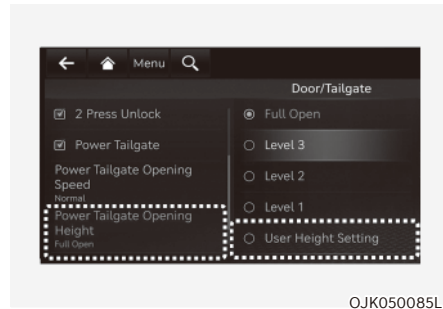 Menu
Door/Tailgate
2 Press Unlock
Power Tailgate
Power Tailgate Opening
Speed
Normal
Power Tailgate Opening
Height
Full Open
Full Open
Level 3
Level 2
Level 1
User Height Setting
OJK050085L